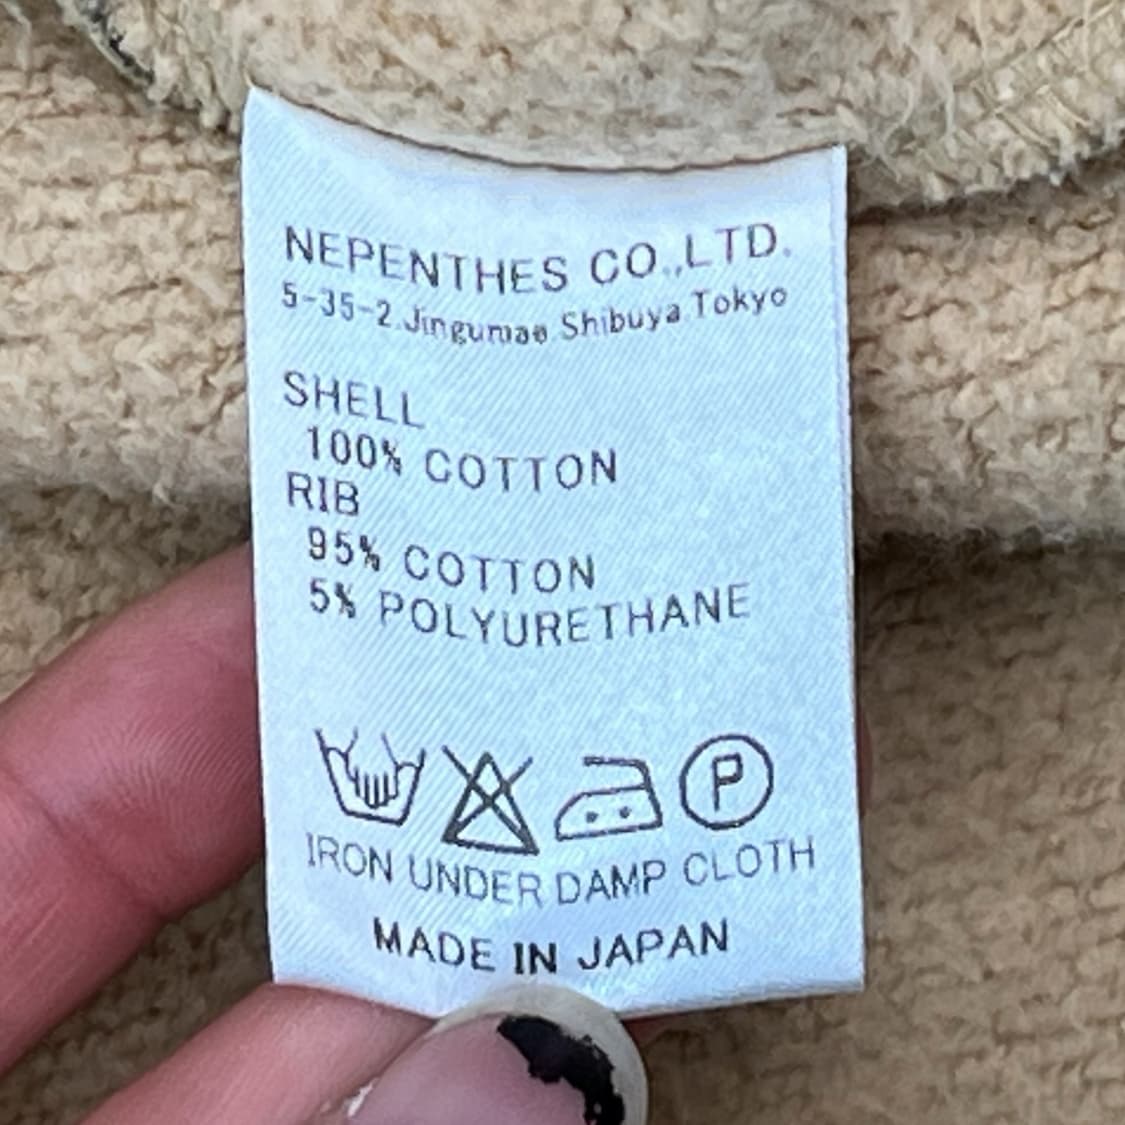 NEPENTHES CO.,LTD.
5-35-2.Jingumae Shibuya Tokyo
SHELL
100% COTTON
RIB
95% COTTON
5% POLYURETHANE
P
IRON UNDER DAMP CLOTH
MADE IN JAPAN